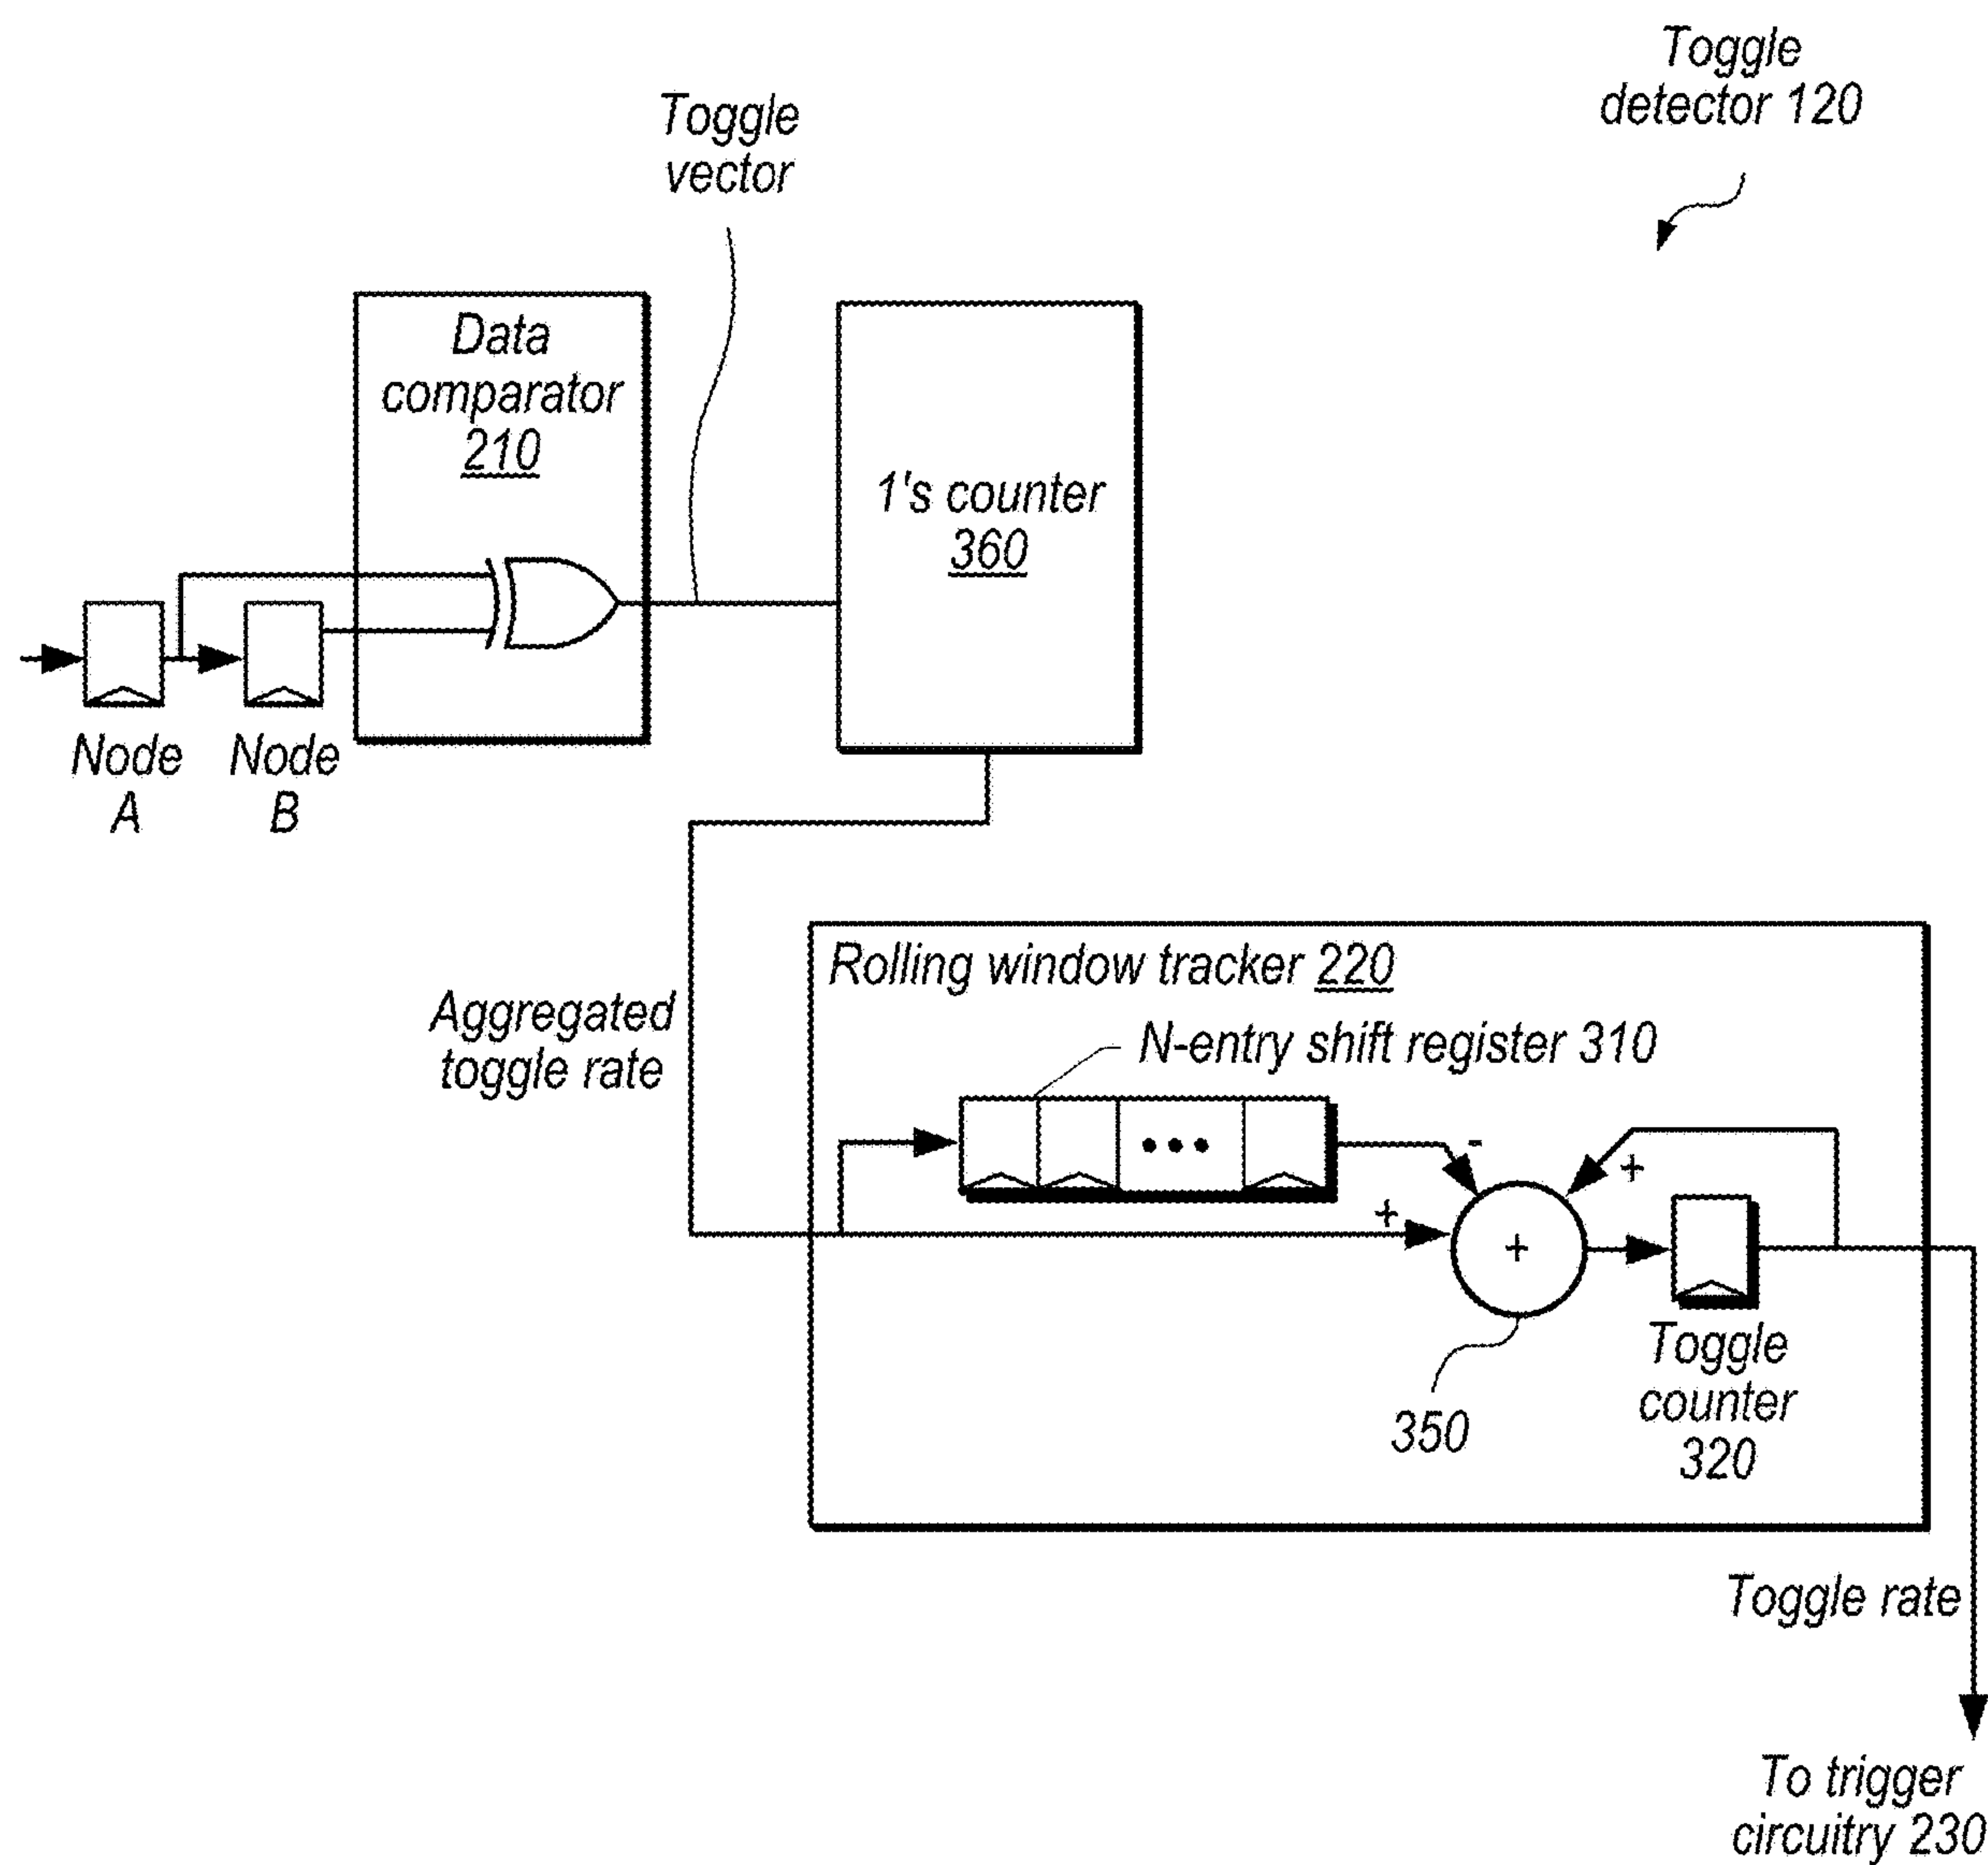 Toggle
detector 120
Toggle
vector
Data
comparator
210
1's counter
360
Node
A
Node
B
Aggregated
toggle rate
Rolling window tracker 220
N-entry shift register 310
-
+
+
+
350
Toggle
counter
320
Toggle rate
To trigger
circuitry 230